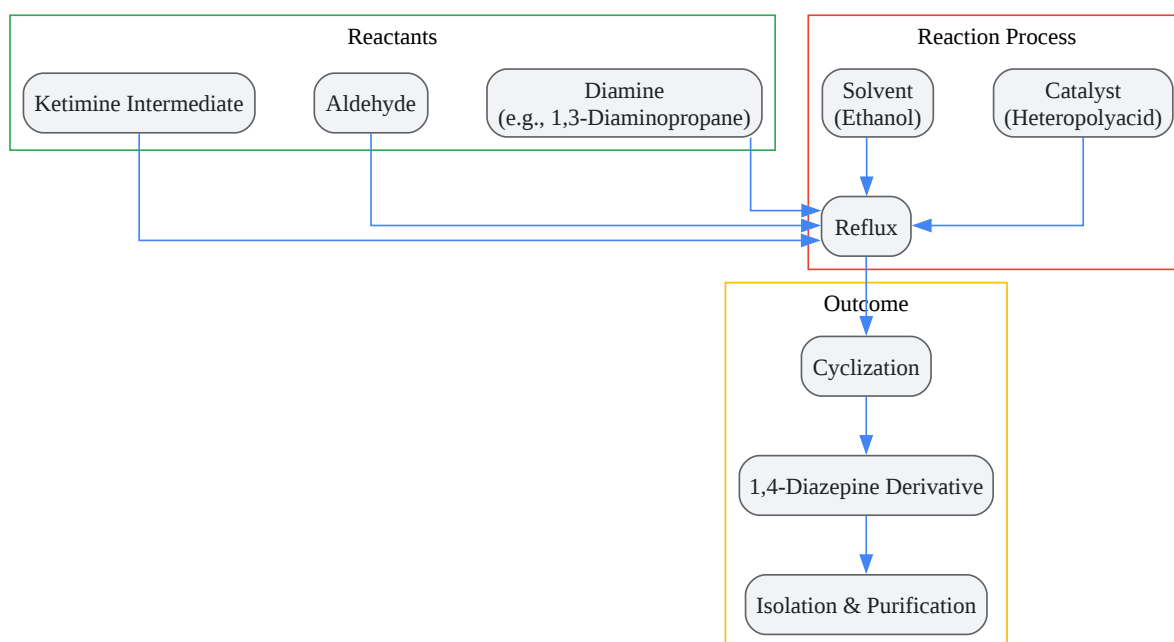 Reactants
Ketimine Intermediate
Aldehyde
Diamine
(e.g., 1,3-Diaminopropane)
Reaction Process
Solvent
(Ethanol)
Catalyst
(Heteropolyacid)
Reflux
Outcome
Cyclization
1,4-Diazepine Derivative
Isolation & Purification